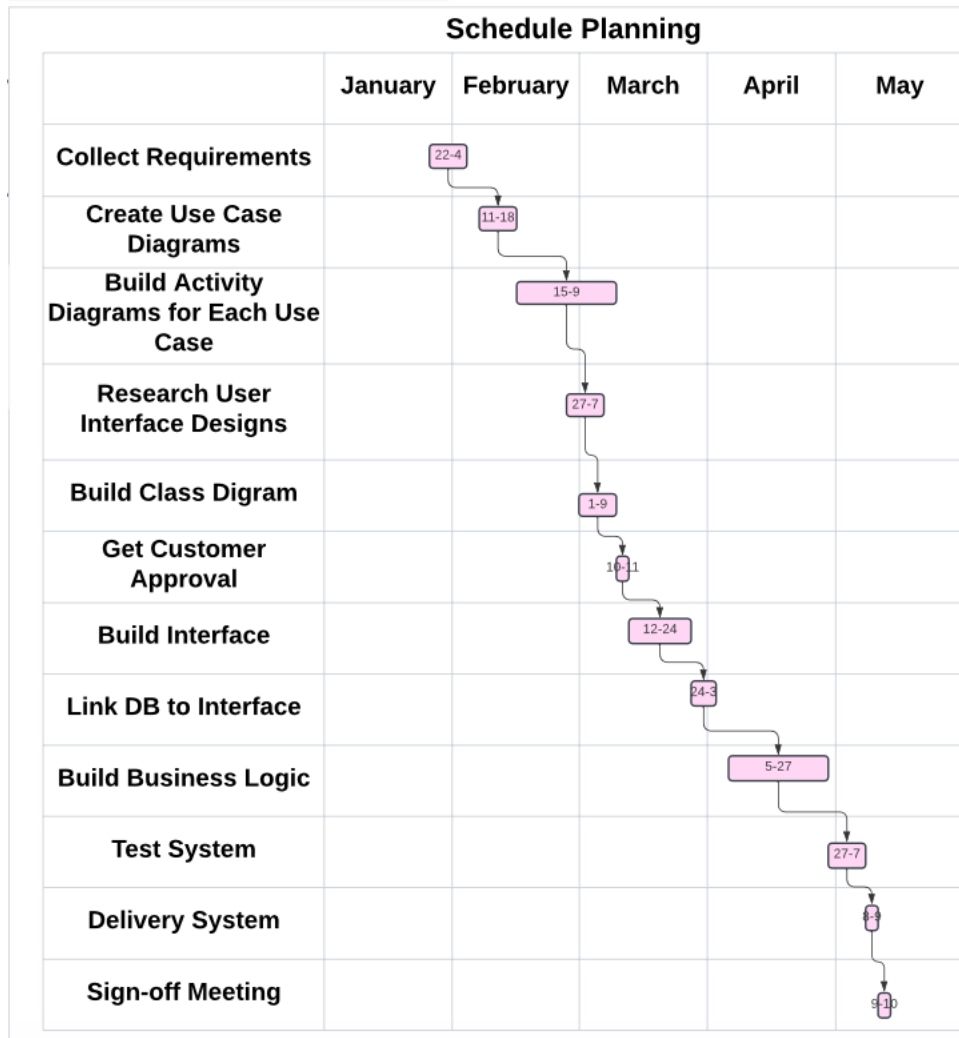 Schedule Planning
January February March April May
Collect Requirements
22-4
Create Use Case
Diagrams
11-18
Build Activity
Diagrams for Each Use
Case
15-9
Research User
Interface Designs
27-7
Build Class Digram
1-9
Get Customer
Approval
10-11
Build Interface
12-24
Link DB to Interface
24-3
Build Business Logic
5-27
Test System
27-7
Delivery System
8-9
Sign-off Meeting
9-10